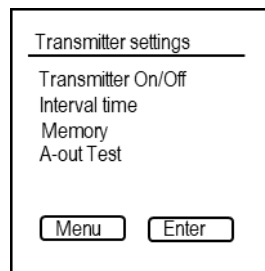 Transmitter settings
Transmitter On/Off
Interval time
Memory
A-out Test
Menu Enter